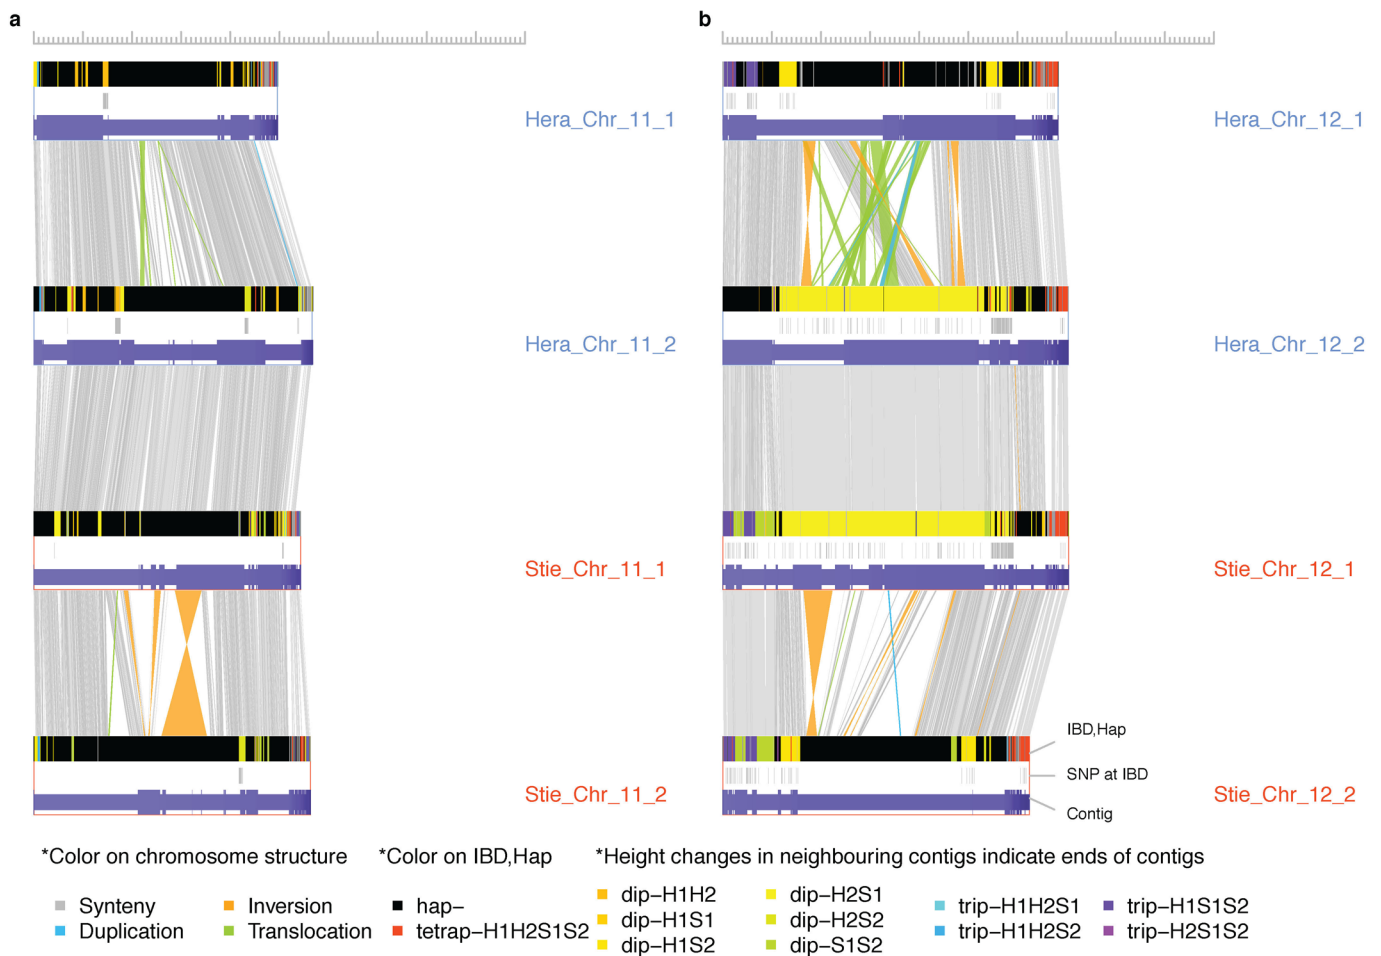 a
b
Hera_Chr_11_1
Hera_Chr_12_1
Hera_Chr_11_2
Hera_Chr_12_2
Stie_Chr_11_1
Stie_Chr_12_1
IBD,Hap
SNP at IBD
Stie_Chr_11_2
Stie_Chr_12_2
Contig
*Color on chromosome structure
*Color on IBD,Hap
*Height changes in neighbouring contigs indicate ends of contigs
Synteny
Inversion
hap–
dip–H1H2
dip–H2S1
trip–H1H2S1
trip–H1S1S2
Duplication
Translocation
tetrap–H1H2S1S2
dip–H1S1
dip–H2S2
trip–H1H2S2
trip–H2S1S2
dip–H1S2
dip–S1S2